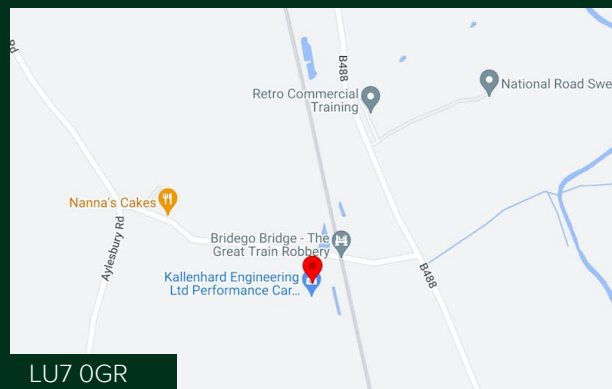 Rd
B488
Retro Commercial
Training
National Road Swe
Nanna's Cakes
Aylesbury Rd
Bridego Bridge - The
Great Train Robbery
B488
Kallenhard Engineering
Ltd Performance Car...
LU7 0GR